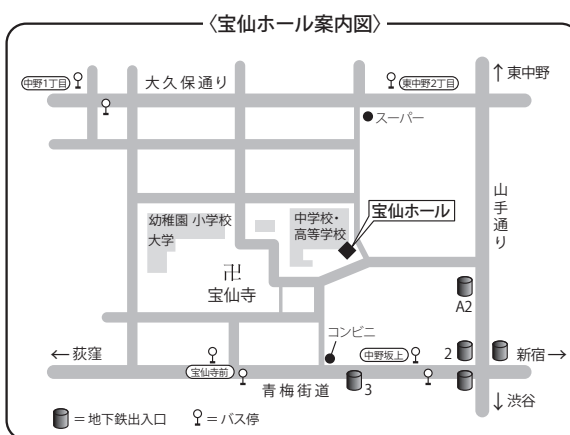 〈宝仙ホール案内図〉
中野1丁目
大久保通り
東中野2丁目
↑東中野
スーパー
山手通り
幼稚園 小学校
大学
中学校・
高等学校
宝仙ホール
卍
宝仙寺
A2
コンビニ
←荻窪
宝仙寺前
中野坂上
2
新宿→
青梅街道
3
↓渋谷
=地下鉄出入口
=バス停